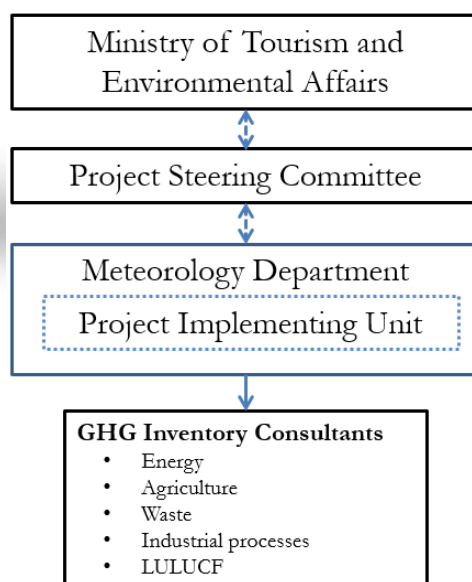 Ministry of Tourism and
Environmental Affairs
Project Steering Committee
Meteorology Department
Project Implementing Unit
GHG Inventory Consultants
• Energy
• Agriculture
• Waste
• Industrial processes
• LULUCF